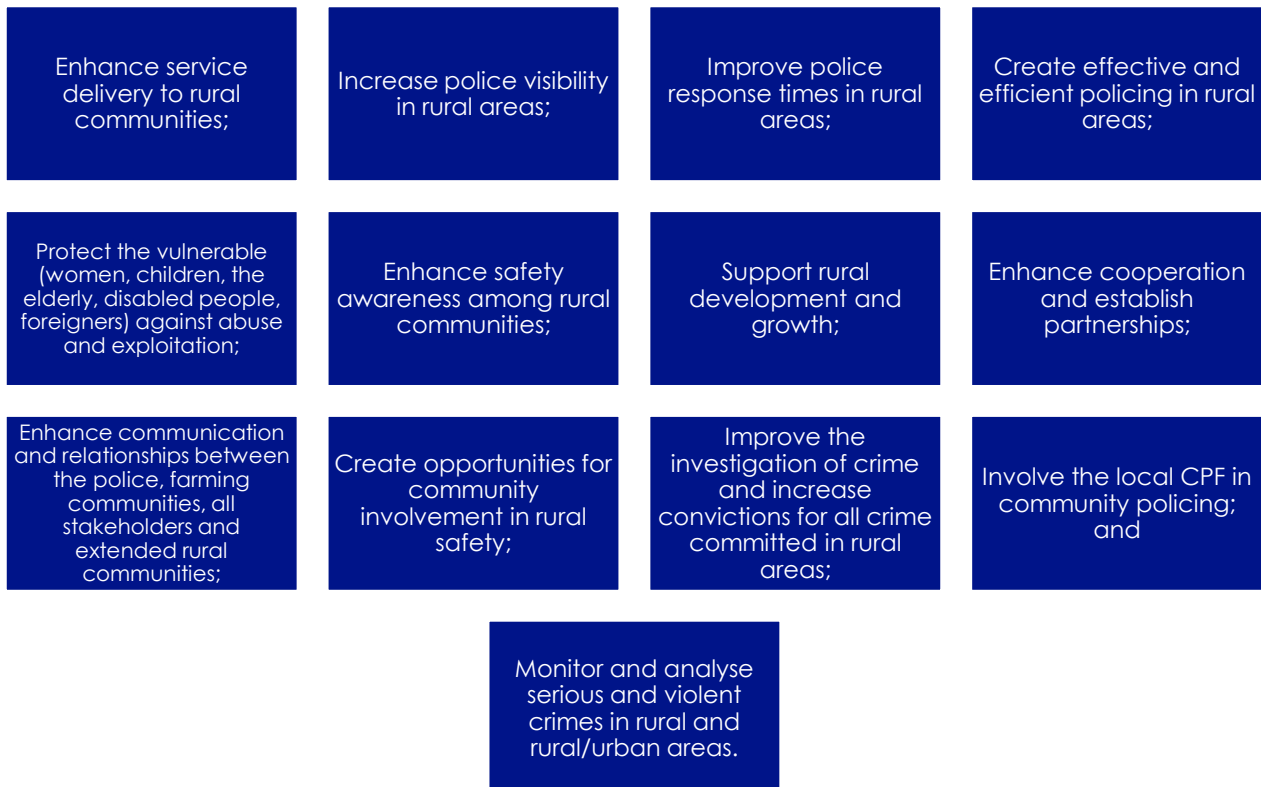 Enhance service
delivery to rural
communities;
Increase police visibility
in rural areas;
Improve police
response times in rural
areas;
Create effective and
efficient policing in rural
areas;
Protect the vulnerable
(women, children, the
elderly, disabled people,
foreigners) against abuse
and exploitation;
Enhance safety
awareness among rural
communities;
Support rural
development and
growth;
Enhance cooperation
and establish
partnerships;
Enhance communication
and relationships between
the police, farming
communities, all
stakeholders and
extended rural
communities;
Create opportunities for
community
involvement in rural
safety;
Improve the
investigation of crime
and increase
convictions for all crime
committed in rural
areas;
Involve the local CPF in
community policing;
and
Monitor and analyse
serious and violent
crimes in rural and
rural/urban areas.